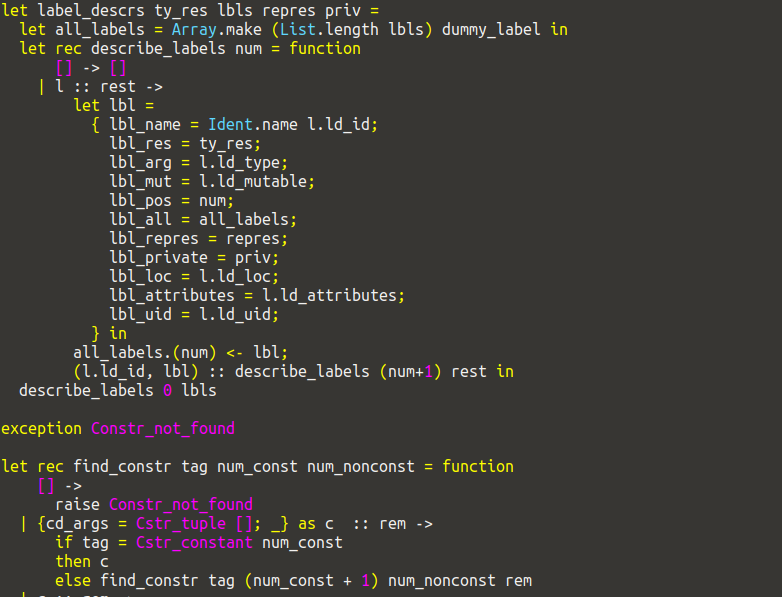 let label_descrs ty_res lbls repres priv =
  let all_labels = Array.make (List.length lbls) dummy_label in
  let rec describe_labels num = function
      [] -> []
    | l :: rest ->
        let lbl =
          { lbl_name = Ident.name l.ld_id;
            lbl_res = ty_res;
            lbl_arg = l.ld_type;
            lbl_mut = l.ld_mutable;
            lbl_pos = num;
            lbl_all = all_labels;
            lbl_repres = repres;
            lbl_private = priv;
            lbl_loc = l.ld_loc;
            lbl_attributes = l.ld_attributes;
            lbl_uid = l.ld_uid;
          } in
        all_labels.(num) <- lbl;
        (l.ld_id, lbl) :: describe_labels (num+1) rest in
  describe_labels 0 lbls

exception Constr_not_found

let rec find_constr tag num_const num_nonconst = function
    [] ->
      raise Constr_not_found
  | {cd_args = Cstr_tuple []; _} as c  :: rem ->
      if tag = Cstr_constant num_const
      then c
      else find_constr tag (num_const + 1) num_nonconst rem